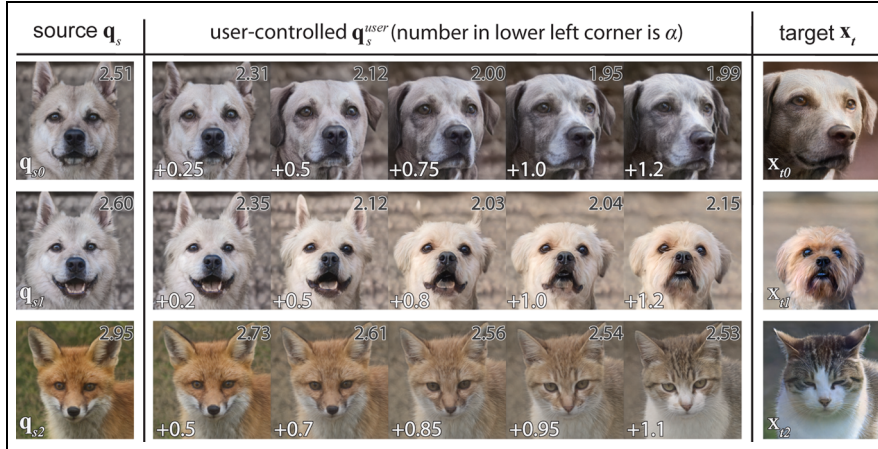 source q_s user-controlled q_s^user (number in lower left corner is α) target x_t
2.51 2.31 2.12 2.00 1.95 1.99
q_s0 +0.25 +0.5 +0.75 +1.0 +1.2 x_t0
2.60 2.35 2.12 2.03 2.04 2.15
q_s1 +0.2 +0.5 +0.8 +1.0 +1.2 x_t1
2.95 2.73 2.61 2.56 2.54 2.53
q_s2 +0.5 +0.7 +0.85 +0.95 +1.1 x_t2